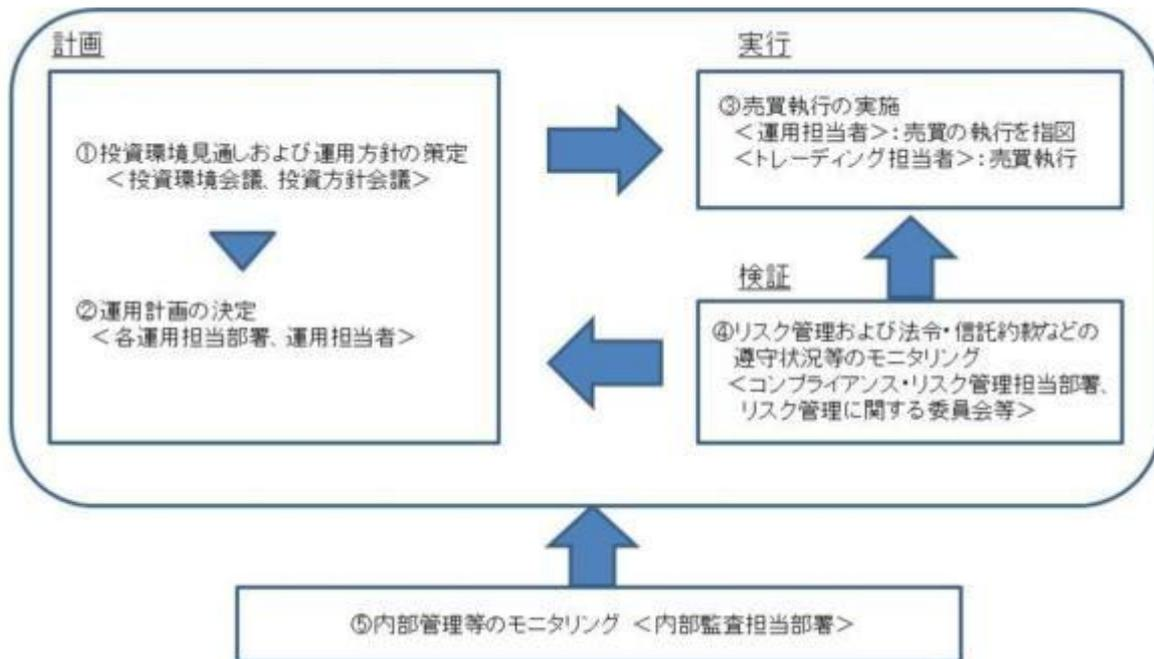 計画
①投資環境見通しおよび運用方針の策定
＜投資環境会議、投資方針会議＞
②運用計画の決定
＜各運用担当部署、運用担当者＞
実行
③売買執行の実施
＜運用担当者＞：売買の執行を指図
＜トレーディング担当者＞：売買執行
検証
④リスク管理および法令・信託約款などの
遵守状況等のモニタリング
＜コンプライアンス・リスク管理担当部署、
リスク管理に関する委員会等＞
⑤内部管理等のモニタリング ＜内部監査担当部署＞